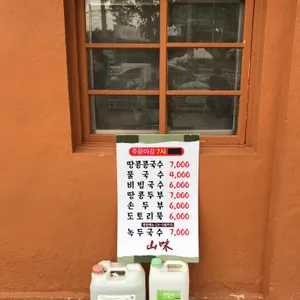 주문마감 7시
땅콩콩국수 7,000
물국수 4,000
비빔국수 6,000
땅콩두부 7,000
손두부 6,000
도토리묵 6,000
녹두국수 7,000
山味